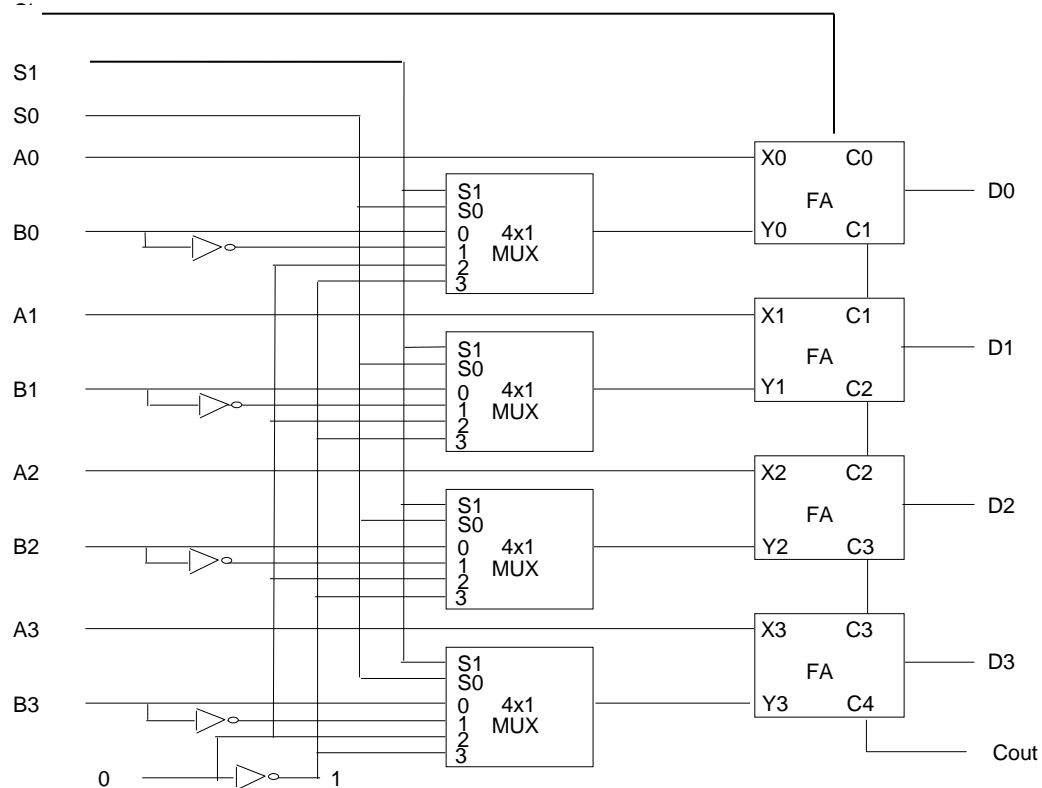 S1
S0
A0
X0 C0
S1
S0
FA
D0
B0
0 4x1
Y0 C1
1 MUX
2
3
A1
X1 C1
S1
S0
FA
D1
B1
0 4x1
Y1 C2
1 MUX
2
3
A2
X2 C2
S1
S0
FA
D2
B2
0 4x1
Y2 C3
1 MUX
2
3
A3
X3 C3
S1
S0
FA
D3
B3
0 4x1
Y3 C4
1 MUX
2
3
Cout
0 1